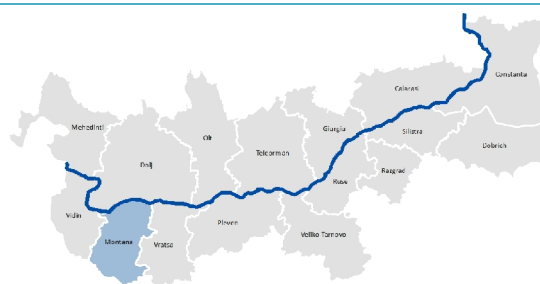 Constanta
Calarasi
Mehedinti
Giurgiu
Silistra
Olt
Dobrich
Teleorman
Dolj
Razgrad
Ruse
Vidin
Pleven
Veliko Tarnovo
Montana
Vratsa